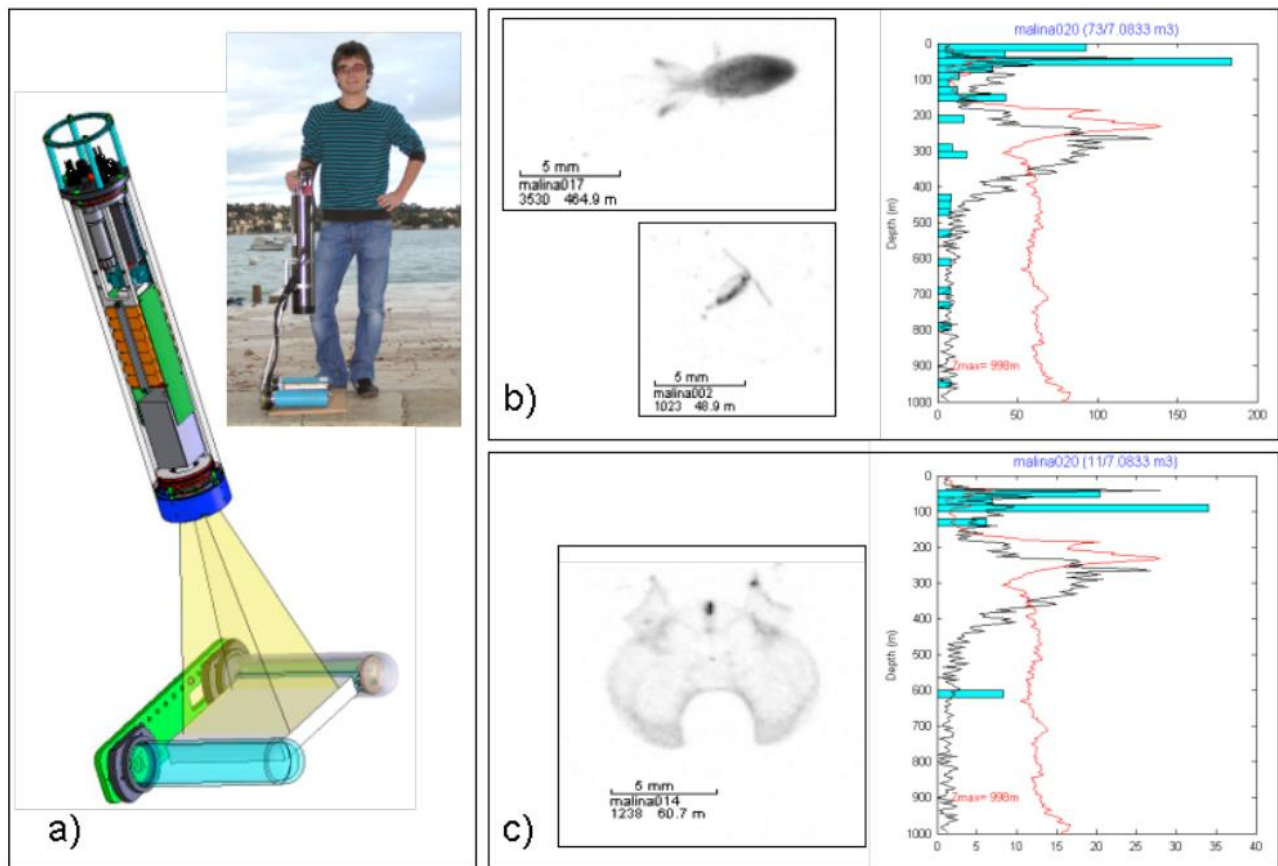 a)
b)
5 mm
malina017
3530 464.9 m
5 mm
malina002
1023 48.9 m
malina020 (73/7.0833 m3)
Depth (m)
0
100
200
300
400
500
600
700
800
900
1000
Zmax= 998m
0 50 100 150 200
c)
5 mm
malina014
1238 60.7 m
malina020 (11/7.0833 m3)
Depth (m)
0
100
200
300
400
500
600
700
800
900
1000
Zmax= 998m
0 5 10 15 20 25 30 35 40